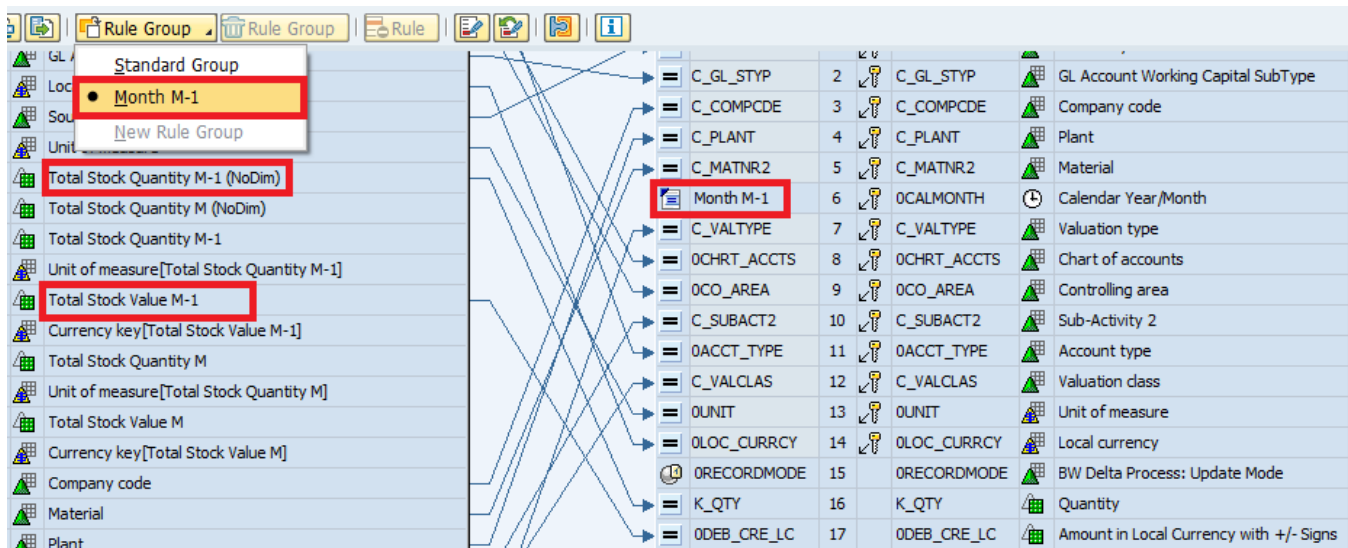 Rule Group Rule Group Rule
GL
Standard Group
C_GL_STYP 2 C_GL_STYP GL Account Working Capital SubType
Loc
Month M-1
C_COMPCDE 3 C_COMPCDE Company code
Sou
New Rule Group
C_PLANT 4 C_PLANT Plant
Unit of measure
C_MATNR2 5 C_MATNR2 Material
Total Stock Quantity M-1 (NoDim)
Month M-1 6 0CALMONTH Calendar Year/Month
Total Stock Quantity M (NoDim)
C_VALTYPE 7 C_VALTYPE Valuation type
Total Stock Quantity M-1
0CHRT_ACCTS 8 0CHRT_ACCTS Chart of accounts
Unit of measure[Total Stock Quantity M-1]
0CO_AREA 9 0CO_AREA Controlling area
Total Stock Value M-1
C_SUBACT2 10 C_SUBACT2 Sub-Activity 2
Currency key[Total Stock Value M-1]
0ACCT_TYPE 11 0ACCT_TYPE Account type
Total Stock Quantity M
C_VALCLAS 12 C_VALCLAS Valuation class
Unit of measure[Total Stock Quantity M]
0UNIT 13 0UNIT Unit of measure
Total Stock Value M
0LOC_CURRCY 14 0LOC_CURRCY Local currency
Currency key[Total Stock Value M]
0RECORDMODE 15 0RECORDMODE BW Delta Process: Update Mode
Company code
K_QTY 16 K_QTY Quantity
Material
0DEB_CRE_LC 17 0DEB_CRE_LC Amount in Local Currency with +/- Signs
Plant